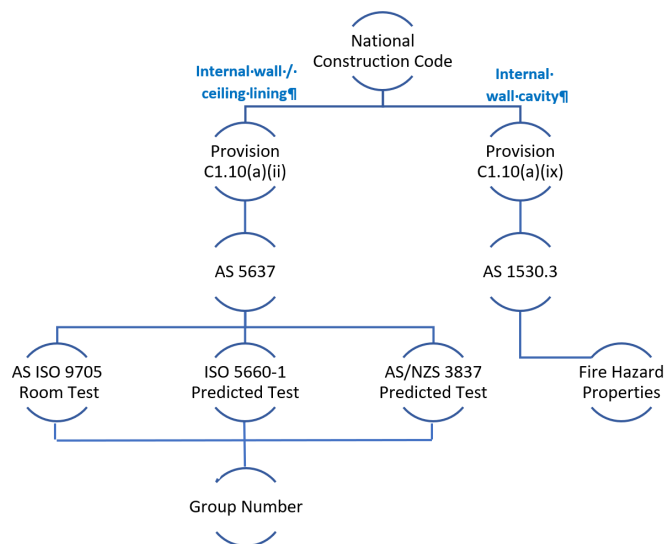 National
Construction Code
Internal·wall·/·
ceiling·lining¶
Internal·
wall·cavity¶
Provision
C1.10(a)(ii)
Provision
C1.10(a)(ix)
AS 5637
AS 1530.3
AS ISO 9705
Room Test
ISO 5660-1
Predicted Test
AS/NZS 3837
Predicted Test
Fire Hazard
Properties
Group Number